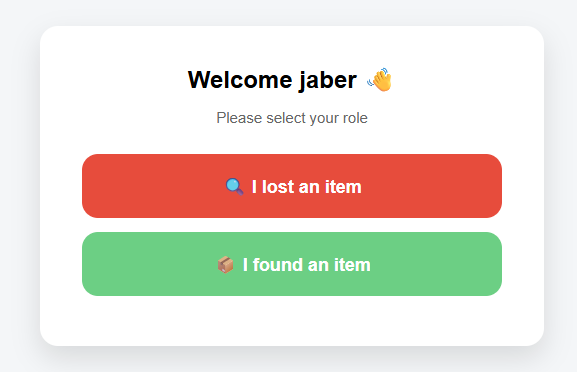 Welcome jaber 👋
Please select your role
🔍 I lost an item
📦 I found an item